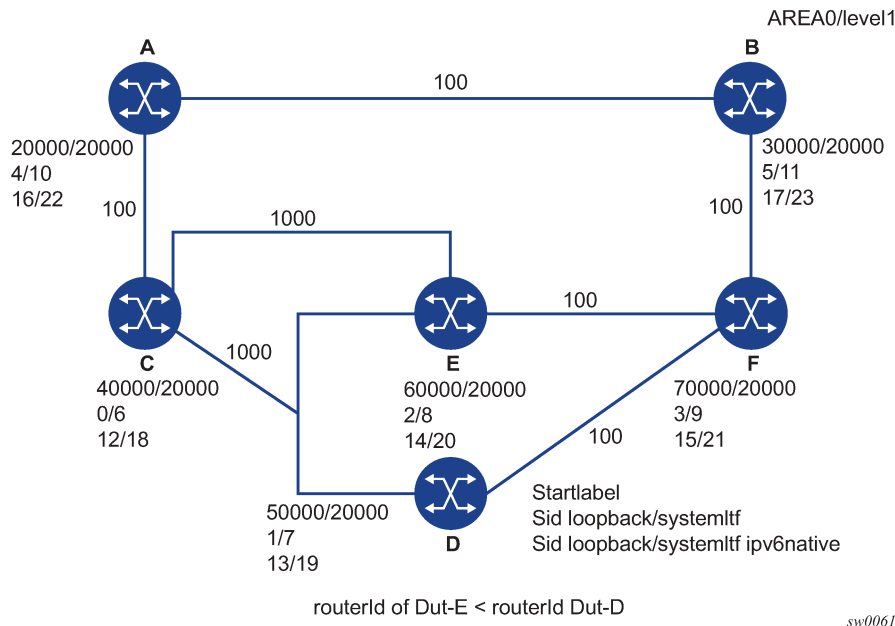 AREA0/level1
A
B
100
20000/20000
4/10
16/22
30000/20000
5/11
17/23
100
100
1000
100
1000
C
E
F
40000/20000
0/6
12/18
60000/20000
2/8
14/20
70000/20000
3/9
15/21
100
50000/20000
1/7
13/19
D
Startlabel
Sid loopback/systemItf
Sid loopback/systemItf ipv6native
routerId of Dut-E < routerId Dut-D
sw0061